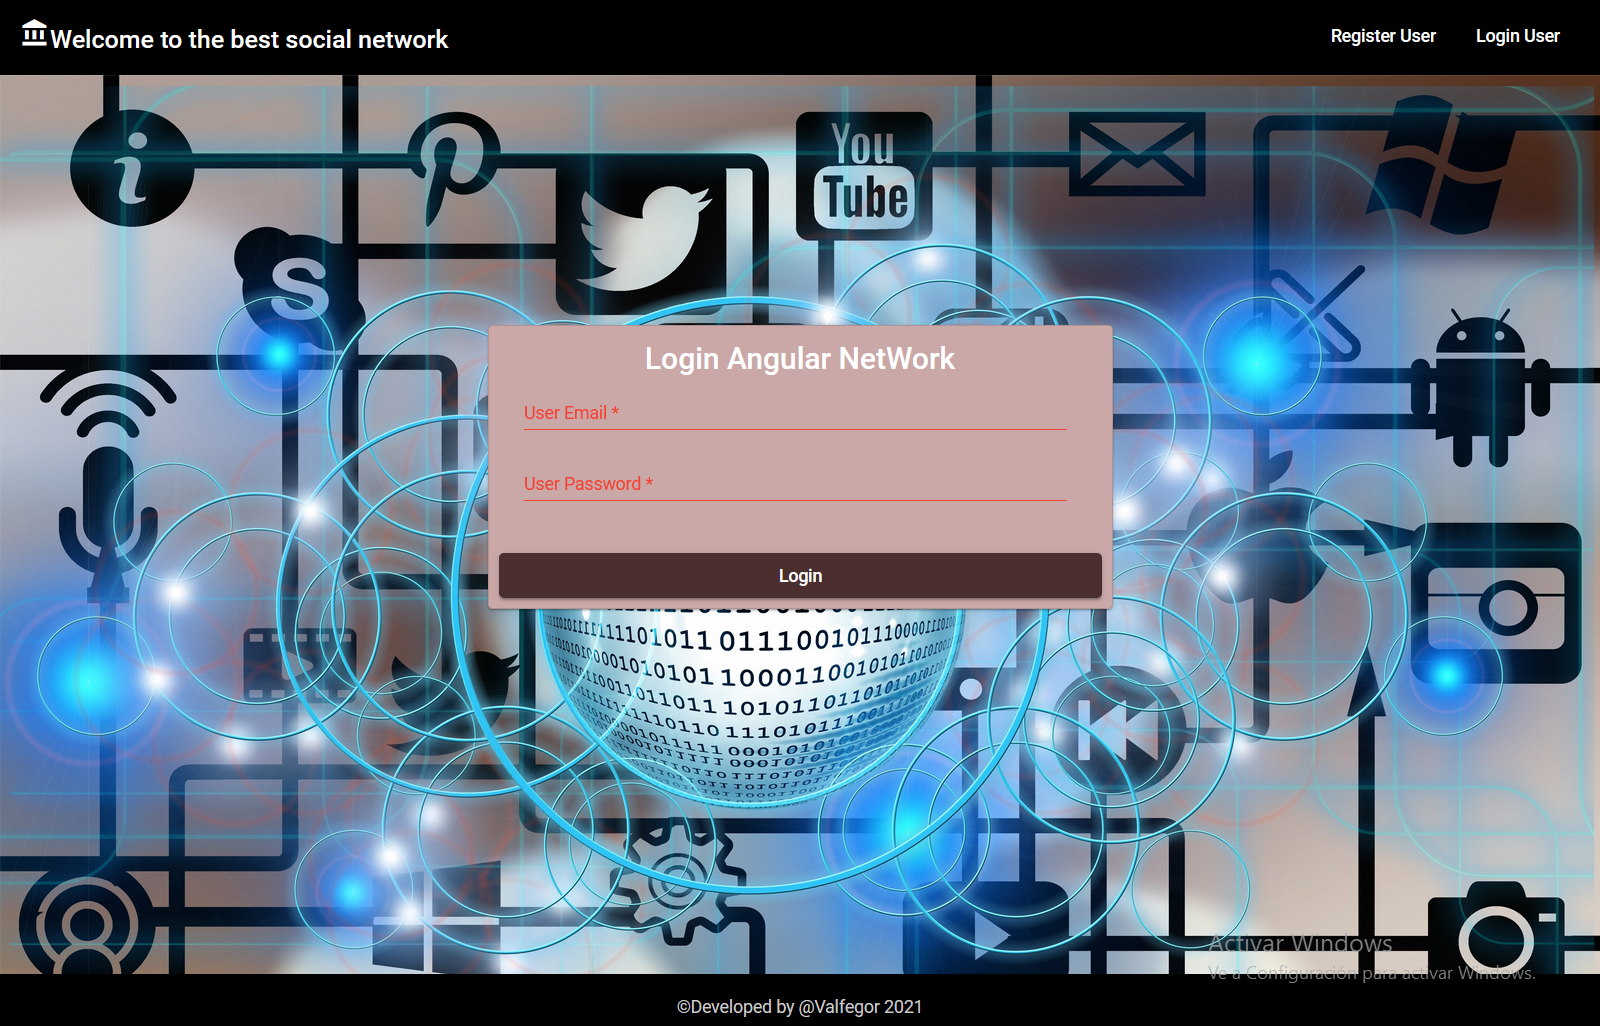 Welcome to the best social network
Register User
Login User
i
You
Tube
S
Login Angular NetWork
User Email *
User Password *
Login
Activar Windows
Ve a Configuración para activar Windows.
©Developed by @Valfegor 2021